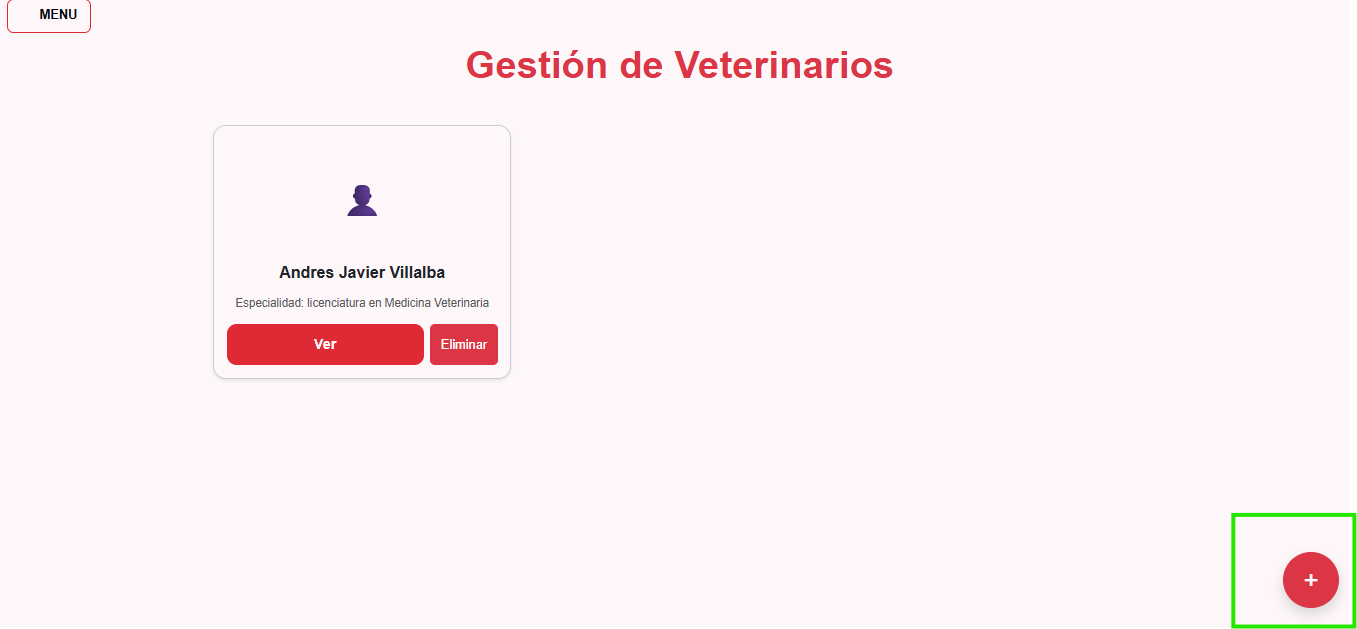 MENU
Gestión de Veterinarios
Andres Javier Villalba
Especialidad: licenciatura en Medicina Veterinaria
Ver
Eliminar
+